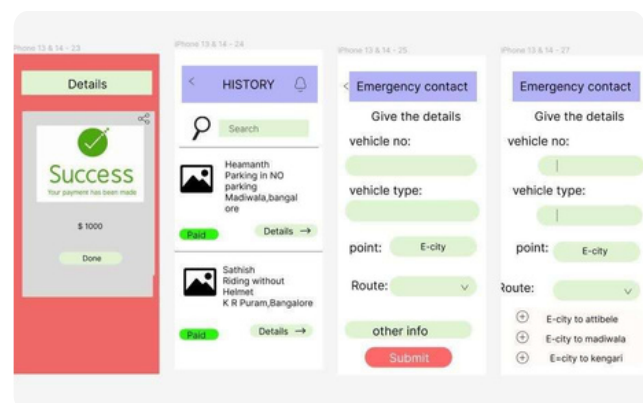 iPhone 13 & 14 - 23
Details
Success
Your payment has been made
$ 1000
Done
iPhone 13 & 14 - 24
HISTORY
Search
Heamanth
Parking in NO
parking
Madiwala,bangal
ore
Paid
Details →
Sathish
Riding without
Helmet
K R Puram,Bangalore
Paid
Details →
iPhone 13 & 14 - 25
< Emergency contact
Give the details
vehicle no:
vehicle type:
point: E-city
Route:
other info
Submit
iPhone 13 & 14 - 27
Emergency contact
Give the details
vehicle no:
vehicle type:
point: E-city
Route:
E-city to attibele
E-city to madiwala
E=city to kengari